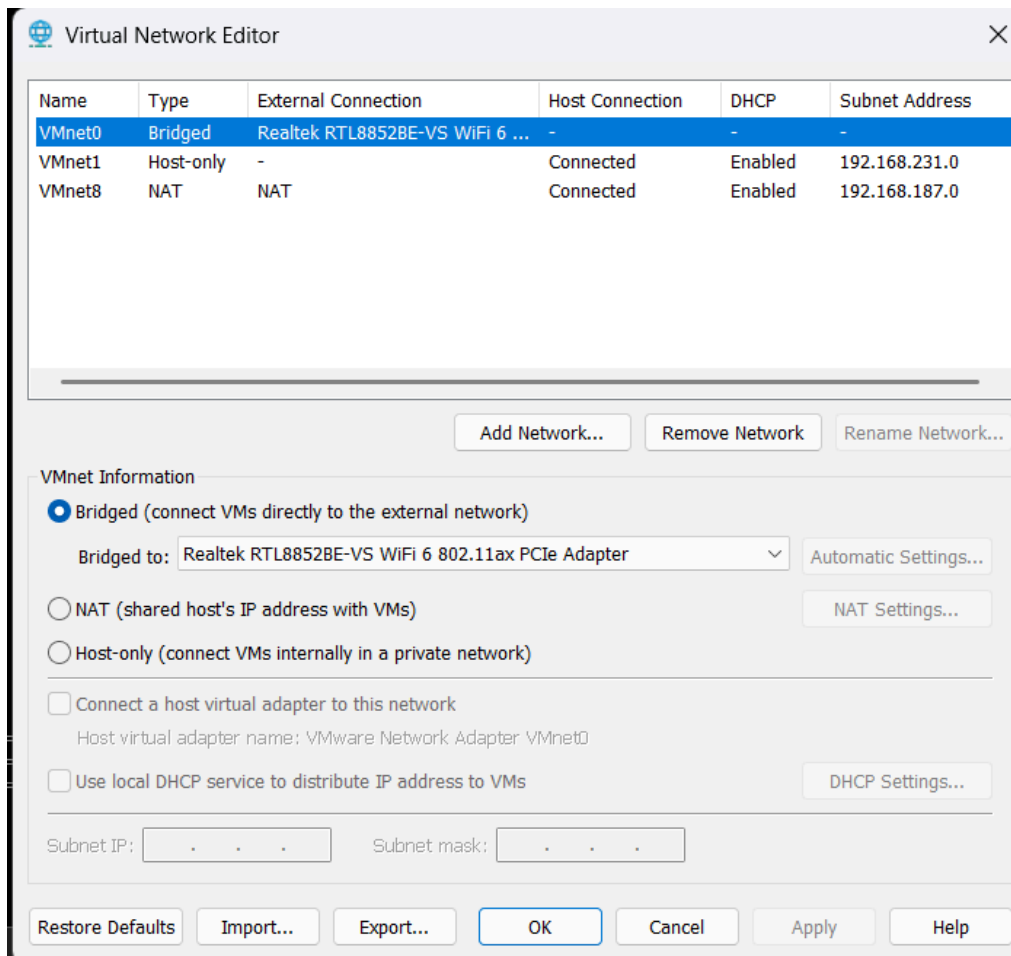 Virtual Network Editor
Name Type External Connection Host Connection DHCP Subnet Address
VMnet0 Bridged Realtek RTL8852BE-VS WiFi 6 ... - - -
VMnet1 Host-only - Connected Enabled 192.168.231.0
VMnet8 NAT NAT Connected Enabled 192.168.187.0
Add Network... Remove Network Rename Network...
VMnet Information
Bridged (connect VMs directly to the external network)
Bridged to: Realtek RTL8852BE-VS WiFi 6 802.11ax PCIe Adapter Automatic Settings...
NAT (shared host's IP address with VMs) NAT Settings...
Host-only (connect VMs internally in a private network)
Connect a host virtual adapter to this network
Host virtual adapter name: VMware Network Adapter VMnet0
Use local DHCP service to distribute IP address to VMs DHCP Settings...
Subnet IP: . . . Subnet mask: . . .
Restore Defaults Import... Export... OK Cancel Apply Help